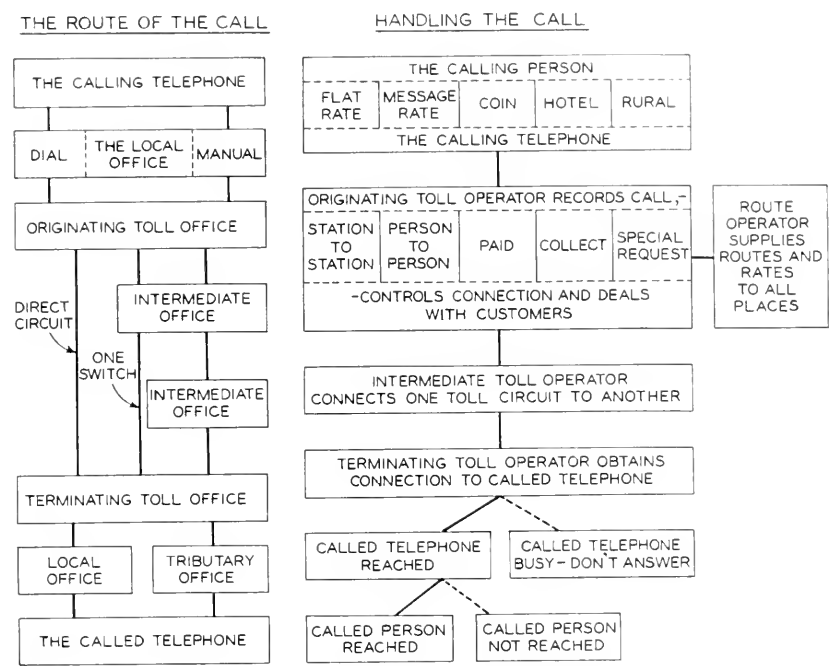 THE ROUTE OF THE CALL
THE CALLING TELEPHONE
DIAL
THE LOCAL
OFFICE
MANUAL
ORIGINATING TOLL OFFICE
INTERMEDIATE
OFFICE
DIRECT
CIRCUIT
ONE
SWITCH
INTERMEDIATE
OFFICE
TERMINATING TOLL OFFICE
LOCAL
OFFICE
TRIBUTARY
OFFICE
THE CALLED TELEPHONE
HANDLING THE CALL
THE CALLING PERSON
FLAT
RATE
MESSAGE
RATE
COIN
HOTEL
RURAL
THE CALLING TELEPHONE
ORIGINATING TOLL OPERATOR RECORDS CALL,-
STATION
TO
STATION
PERSON
TO
PERSON
PAID
COLLECT
SPECIAL
REQUEST
-CONTROLS CONNECTION AND DEALS
WITH CUSTOMERS
ROUTE
OPERATOR
SUPPLIES
ROUTES AND
RATES
TO ALL
PLACES
INTERMEDIATE TOLL OPERATOR
CONNECTS ONE TOLL CIRCUIT TO ANOTHER
TERMINATING TOLL OPERATOR OBTAINS
CONNECTION TO CALLED TELEPHONE
CALLED TELEPHONE
REACHED
CALLED TELEPHONE
BUSY-DON'T ANSWER
CALLED PERSON
REACHED
CALLED PERSON
NOT REACHED